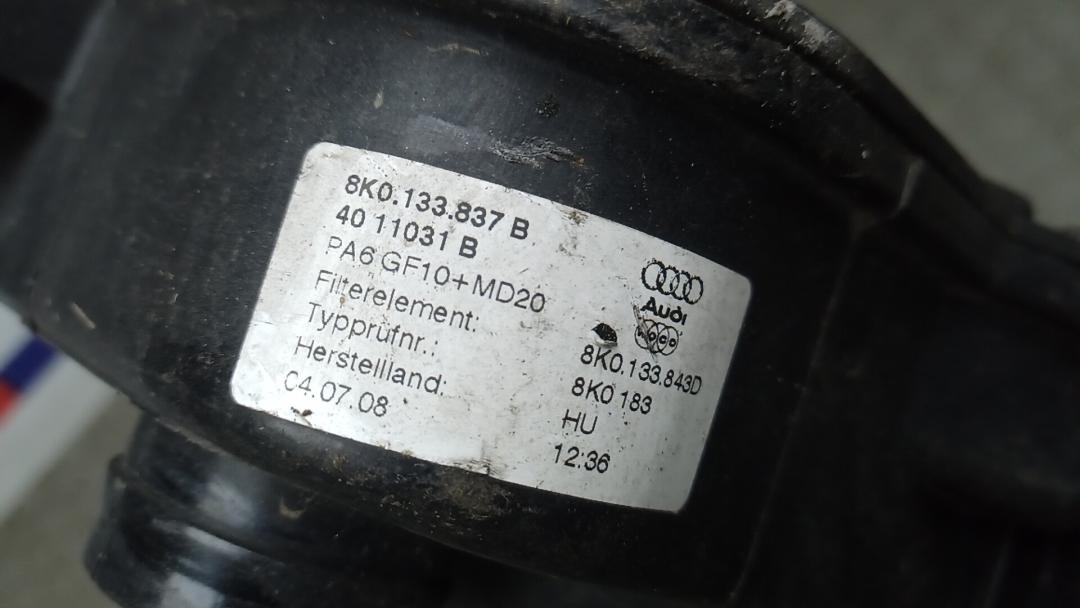 8K0.133.837 B
40 11031 B
PA6 GF10+MD20
Filterelement: 8K0.133.843D
Typprüfnr.: 8K0 183
Herstellland: HU
04.07.08 12:36
Audi